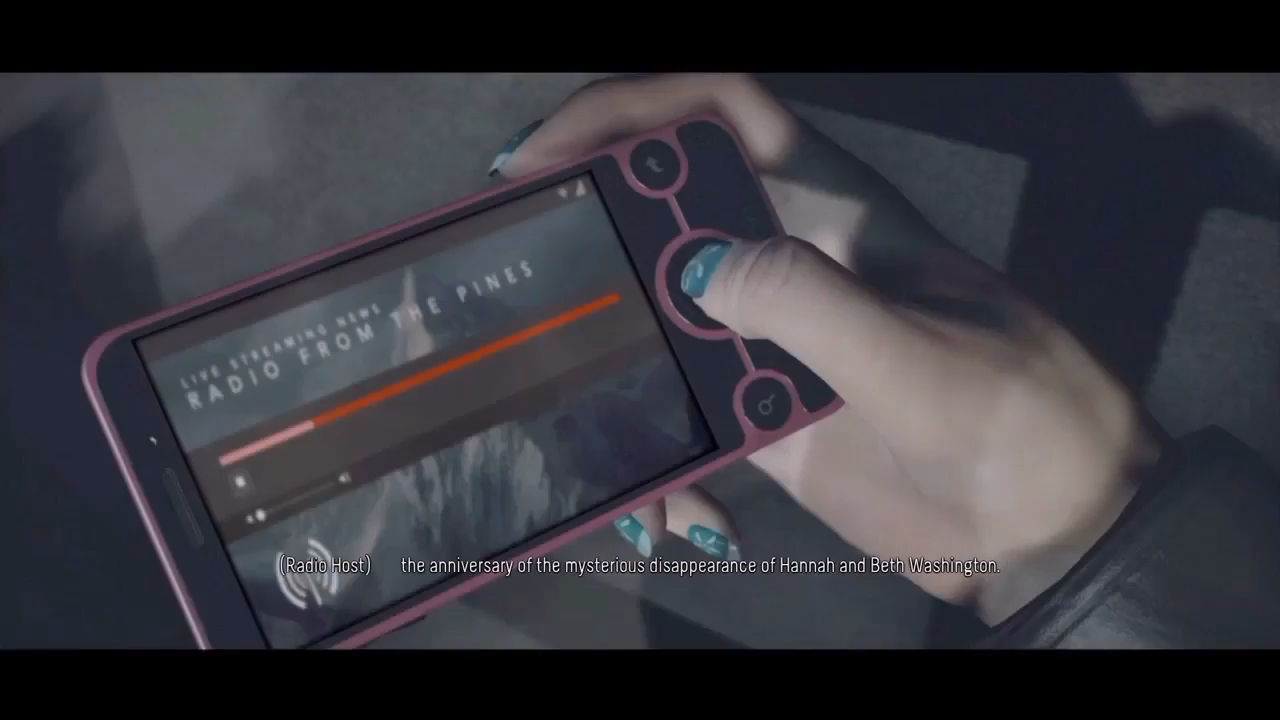 LIVE STREAMING NEWS
RADIO FROM THE PINES
(Radio Host) the anniversary of the mysterious disappearance of Hannah and Beth Washington.